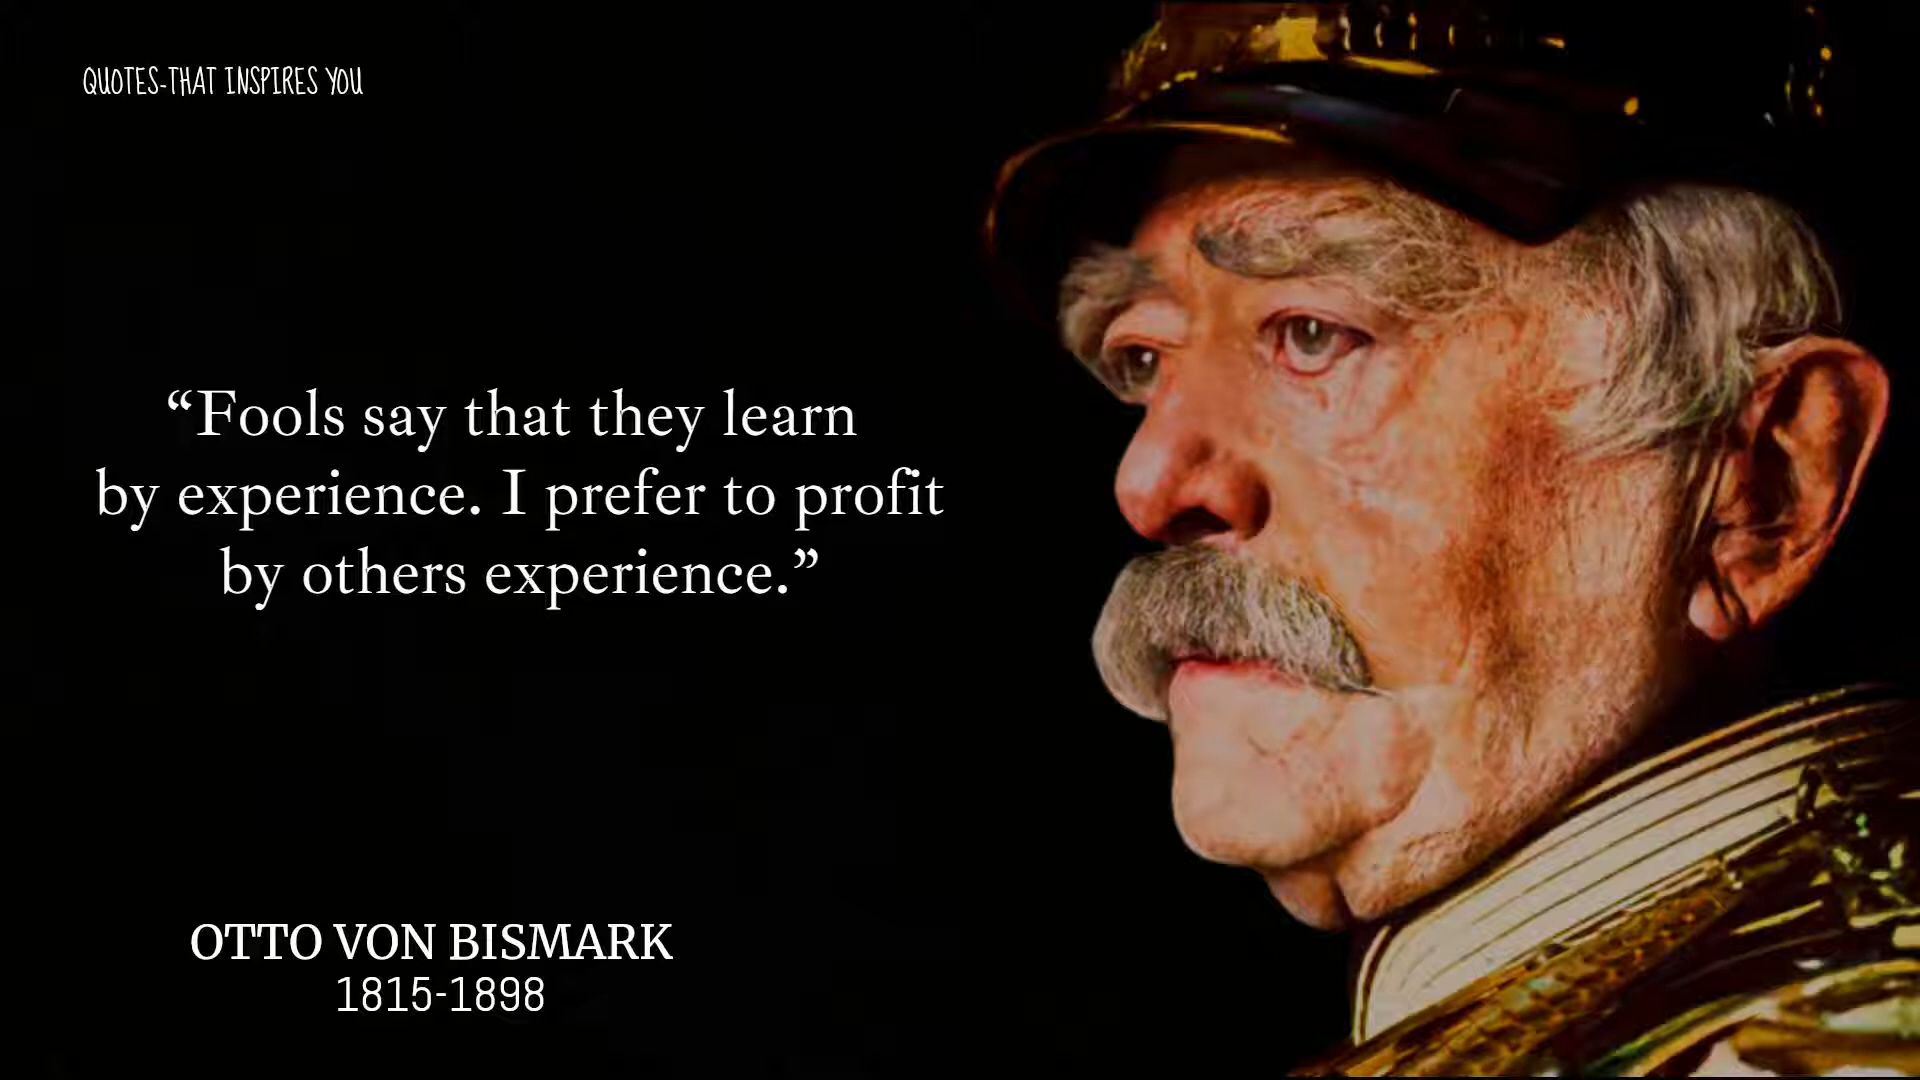 QUOTES-THAT INSPIRES YOU
“Fools say that they learn
by experience. I prefer to profit
by others experience.”
OTTO VON BISMARK
1815-1898